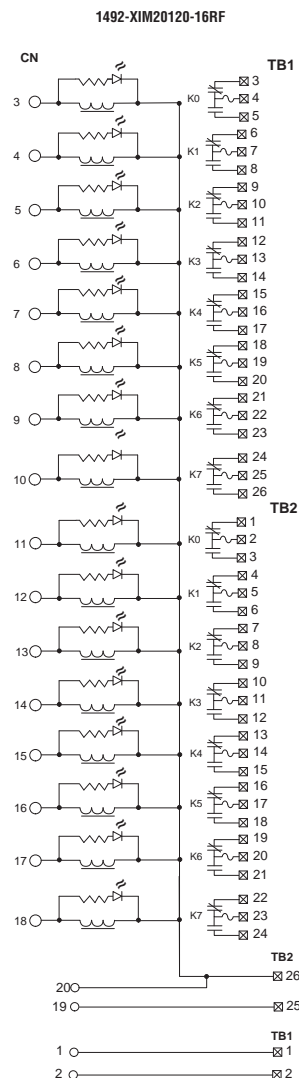 1492-XIM20120-16RF
CN
TB1
3 K0 3
4
5
4 K1 6
7
8
5 K2 9
10
11
6 K3 12
13
14
7 K4 15
16
17
8 K5 18
19
20
9 K6 21
22
23
10 K7 24
25
26
TB2
11 K0 1
2
3
12 K1 4
5
6
13 K2 7
8
9
14 K3 10
11
12
15 K4 13
14
15
16 K5 16
17
18
17 K6 19
20
21
18 K7 22
23
24
TB2
26
20
19 25
TB1
1 1
2 2